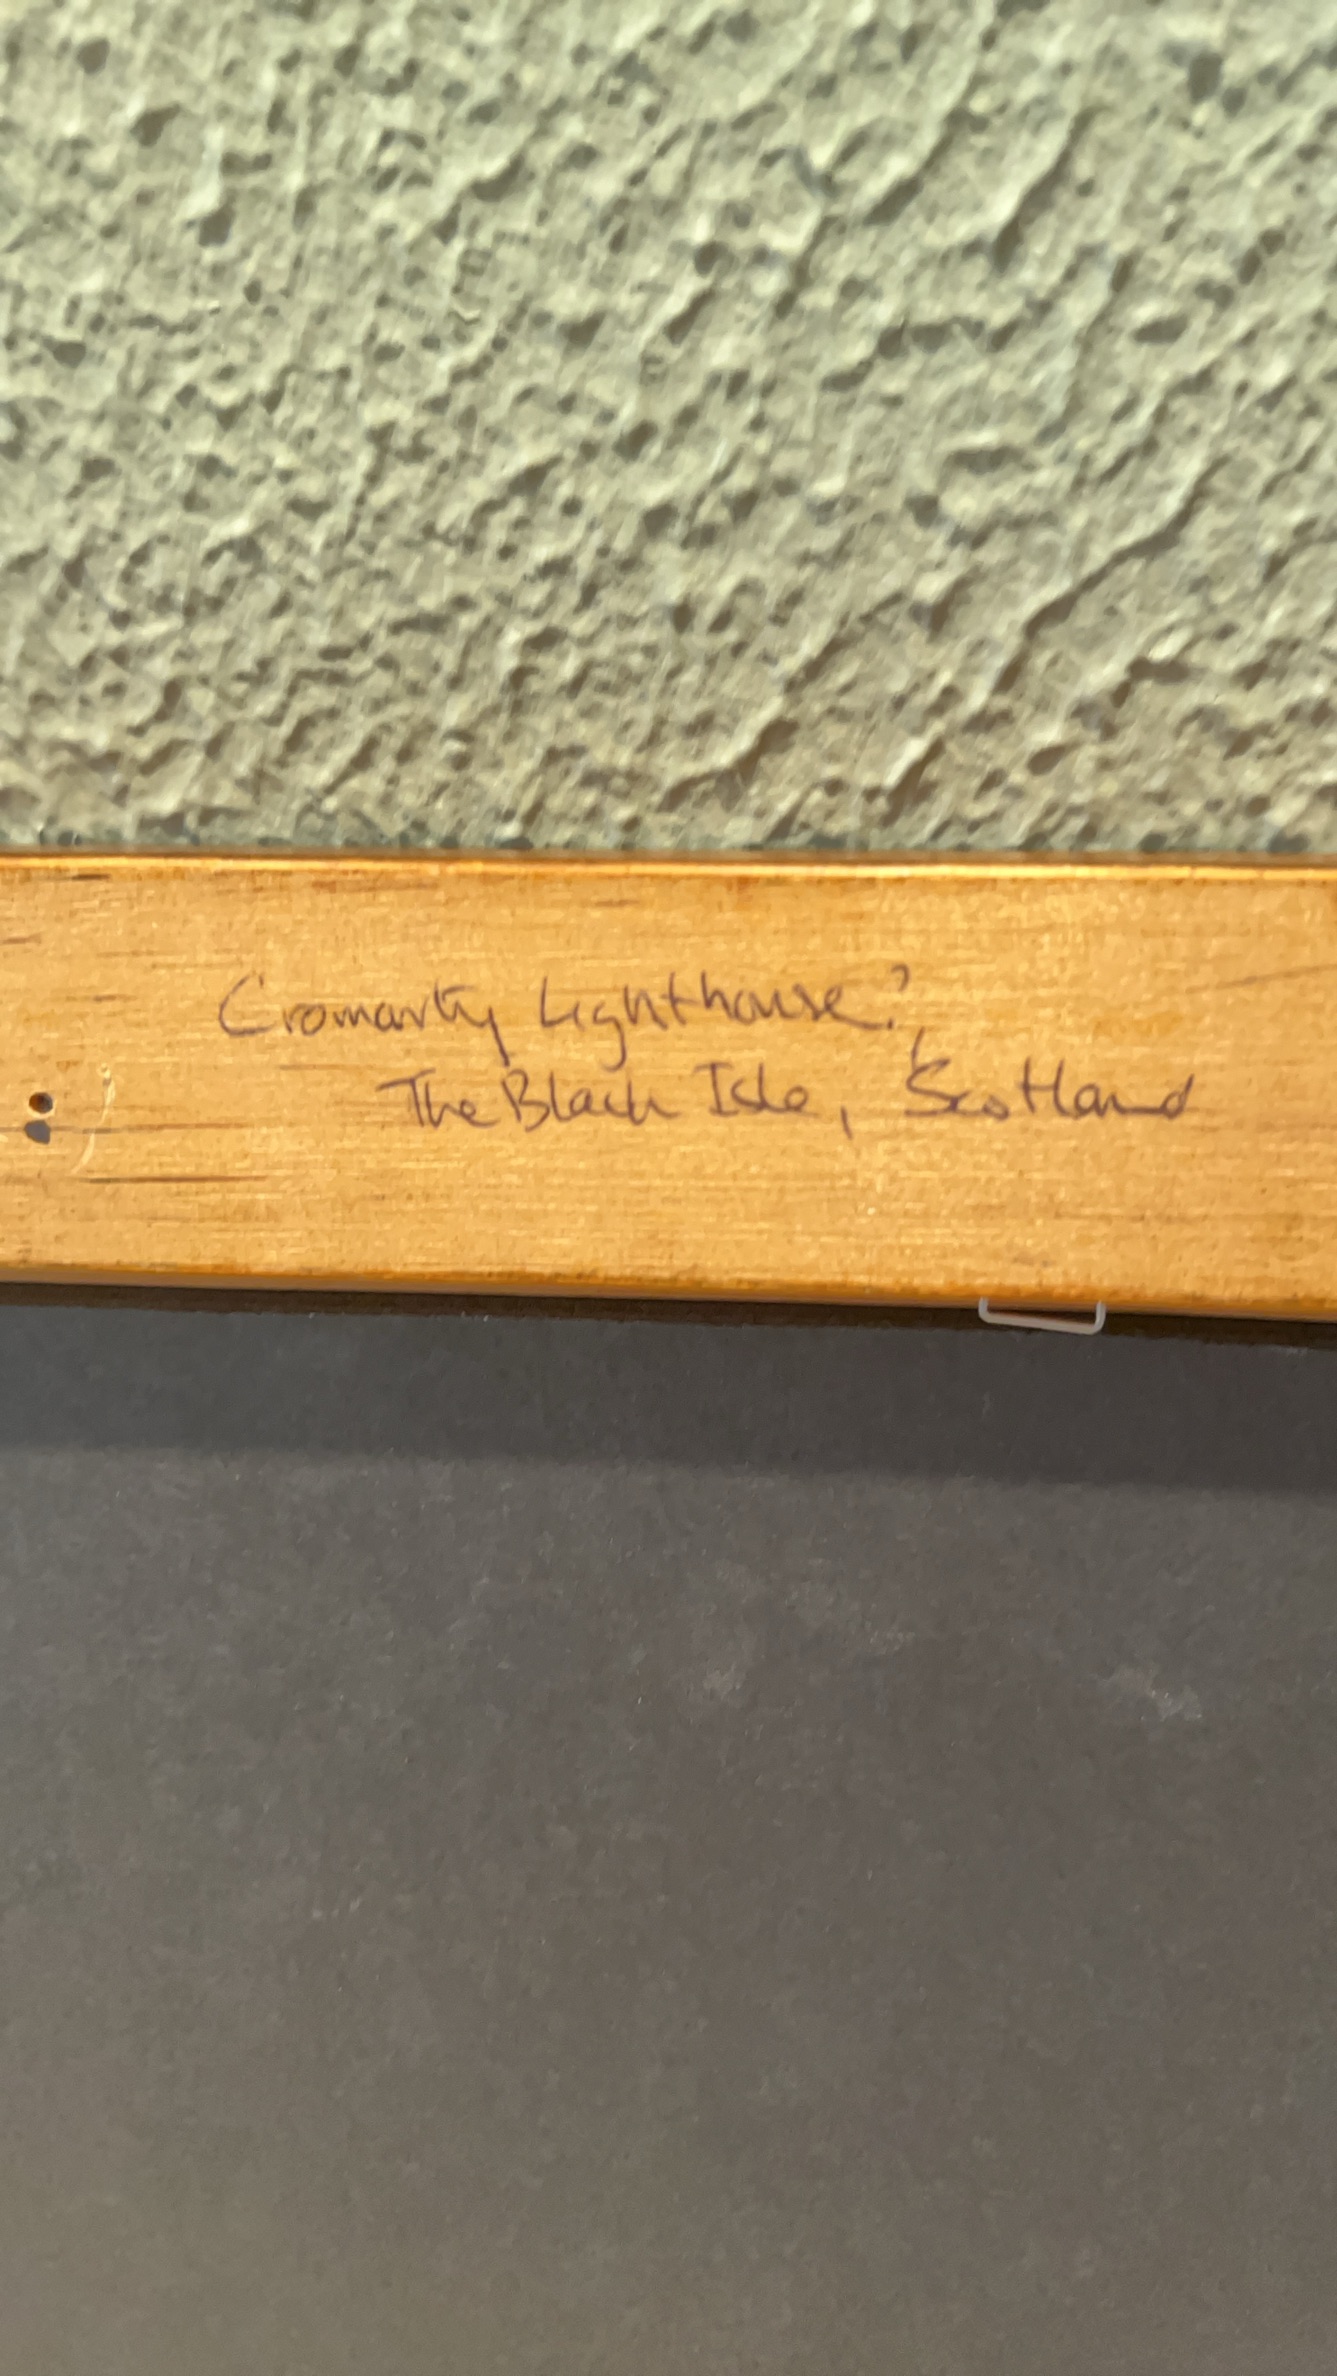 Cromarty Lighthouse?,
The Black Isle, Scotland